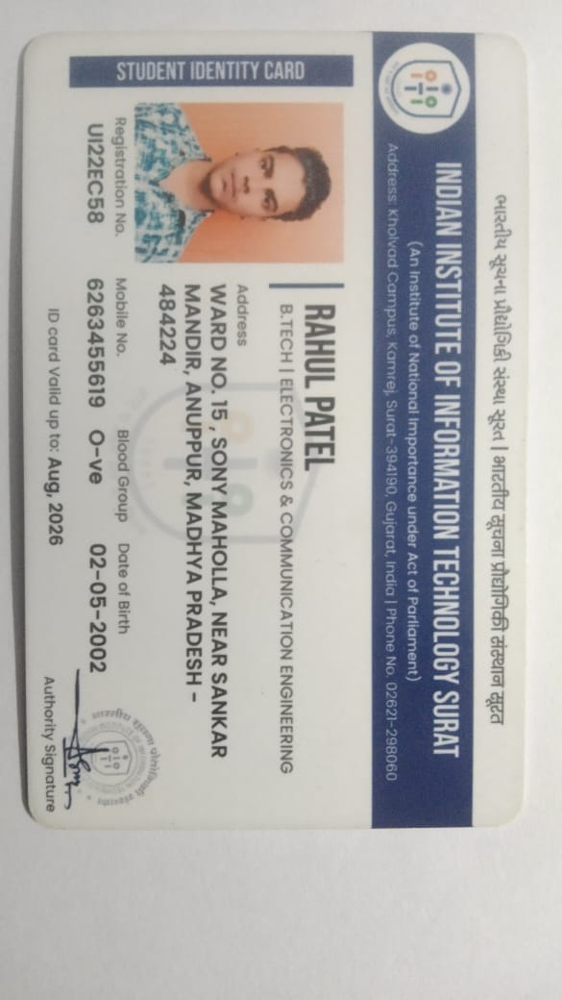 ભારતીય સૂચના પ્રૌદ્યોગિકી સંસ્થા સૂરત | भारतीय सूचना प्रौद्योगिकी संस्थान सूरत
INDIAN INSTITUTE OF INFORMATION TECHNOLOGY SURAT
(An Institute of National Importance under Act of Parliament)
Address: Kholvad Campus, Kamrej, Surat-394190, Gujarat, India | Phone No. 02621-298060
STUDENT IDENTITY CARD
RAHUL PATEL
B.TECH | ELECTRONICS & COMMUNICATION ENGINEERING
Address
WARD NO. 15 , SONY MAHOLLA, NEAR SANKAR
MANDIR, ANUPPUR, MADHYA PRADESH -
484224
Registration No. Mobile No. Blood Group Date of Birth
UI22EC58 6263455619 O-ve 02-05-2002
ID card Valid up to: Aug, 2026
Authority Signature